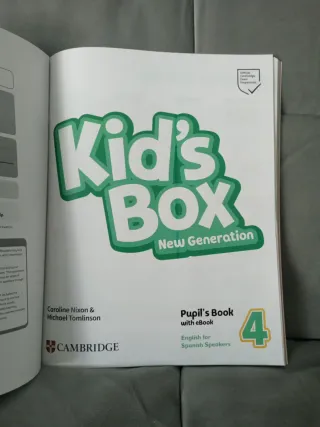 Kid's
Box
New Generation
Caroline Nixon &
Michael Tomlinson
Pupil's Book
with eBook
4
English for
Spanish Speakers
CAMBRIDGE